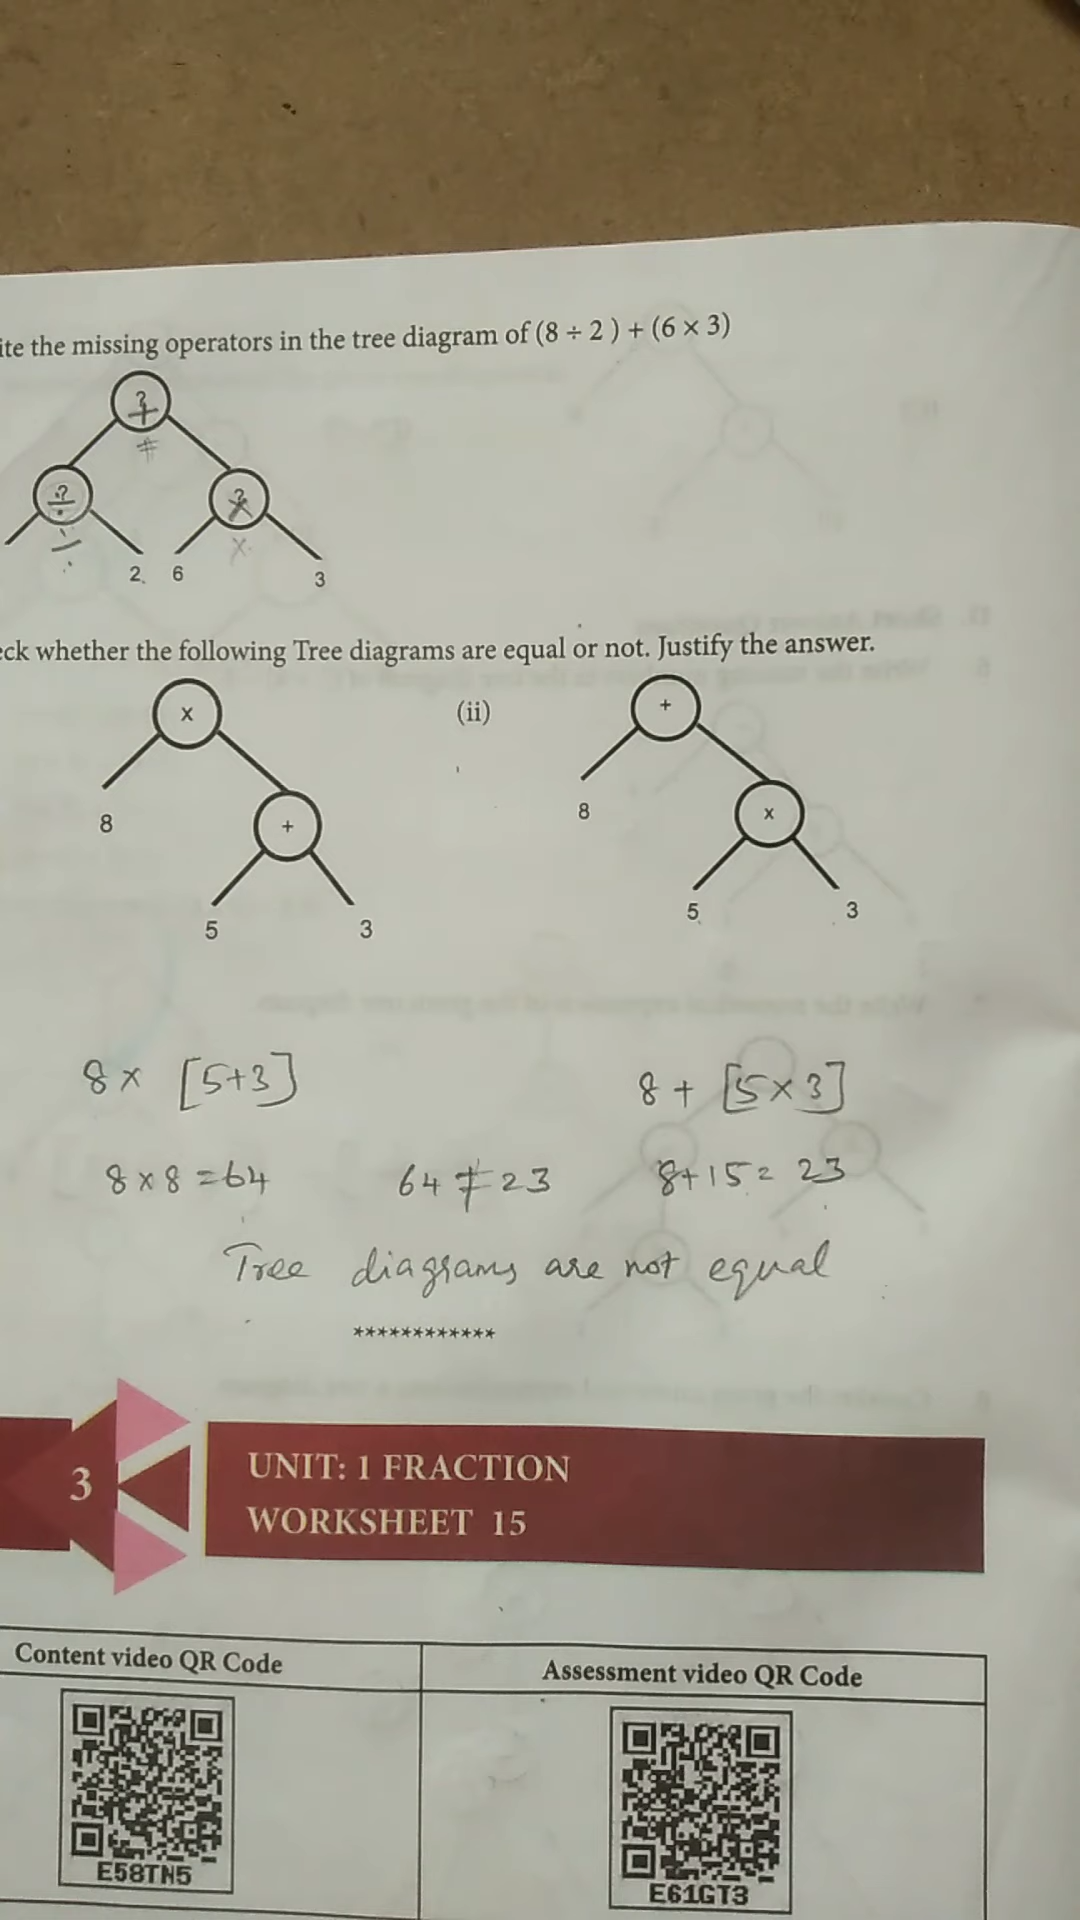 ite the missing operators in the tree diagram of (8 ÷ 2 ) + (6 × 3)
?
+
? ?
÷ ×
÷ ×
2 6 3
eck whether the following Tree diagrams are equal or not. Justify the answer.
x (ii) +
8 + 8 x
5 3 5 3
8 × [5+3] 8 + [5×3]
8×8=64 64 ≠ 23 8+15= 23
Tree diagrams are not equal
************
3 UNIT: 1 FRACTION
WORKSHEET 15
Content video QR Code Assessment video QR Code
E58TN5 E61GT3